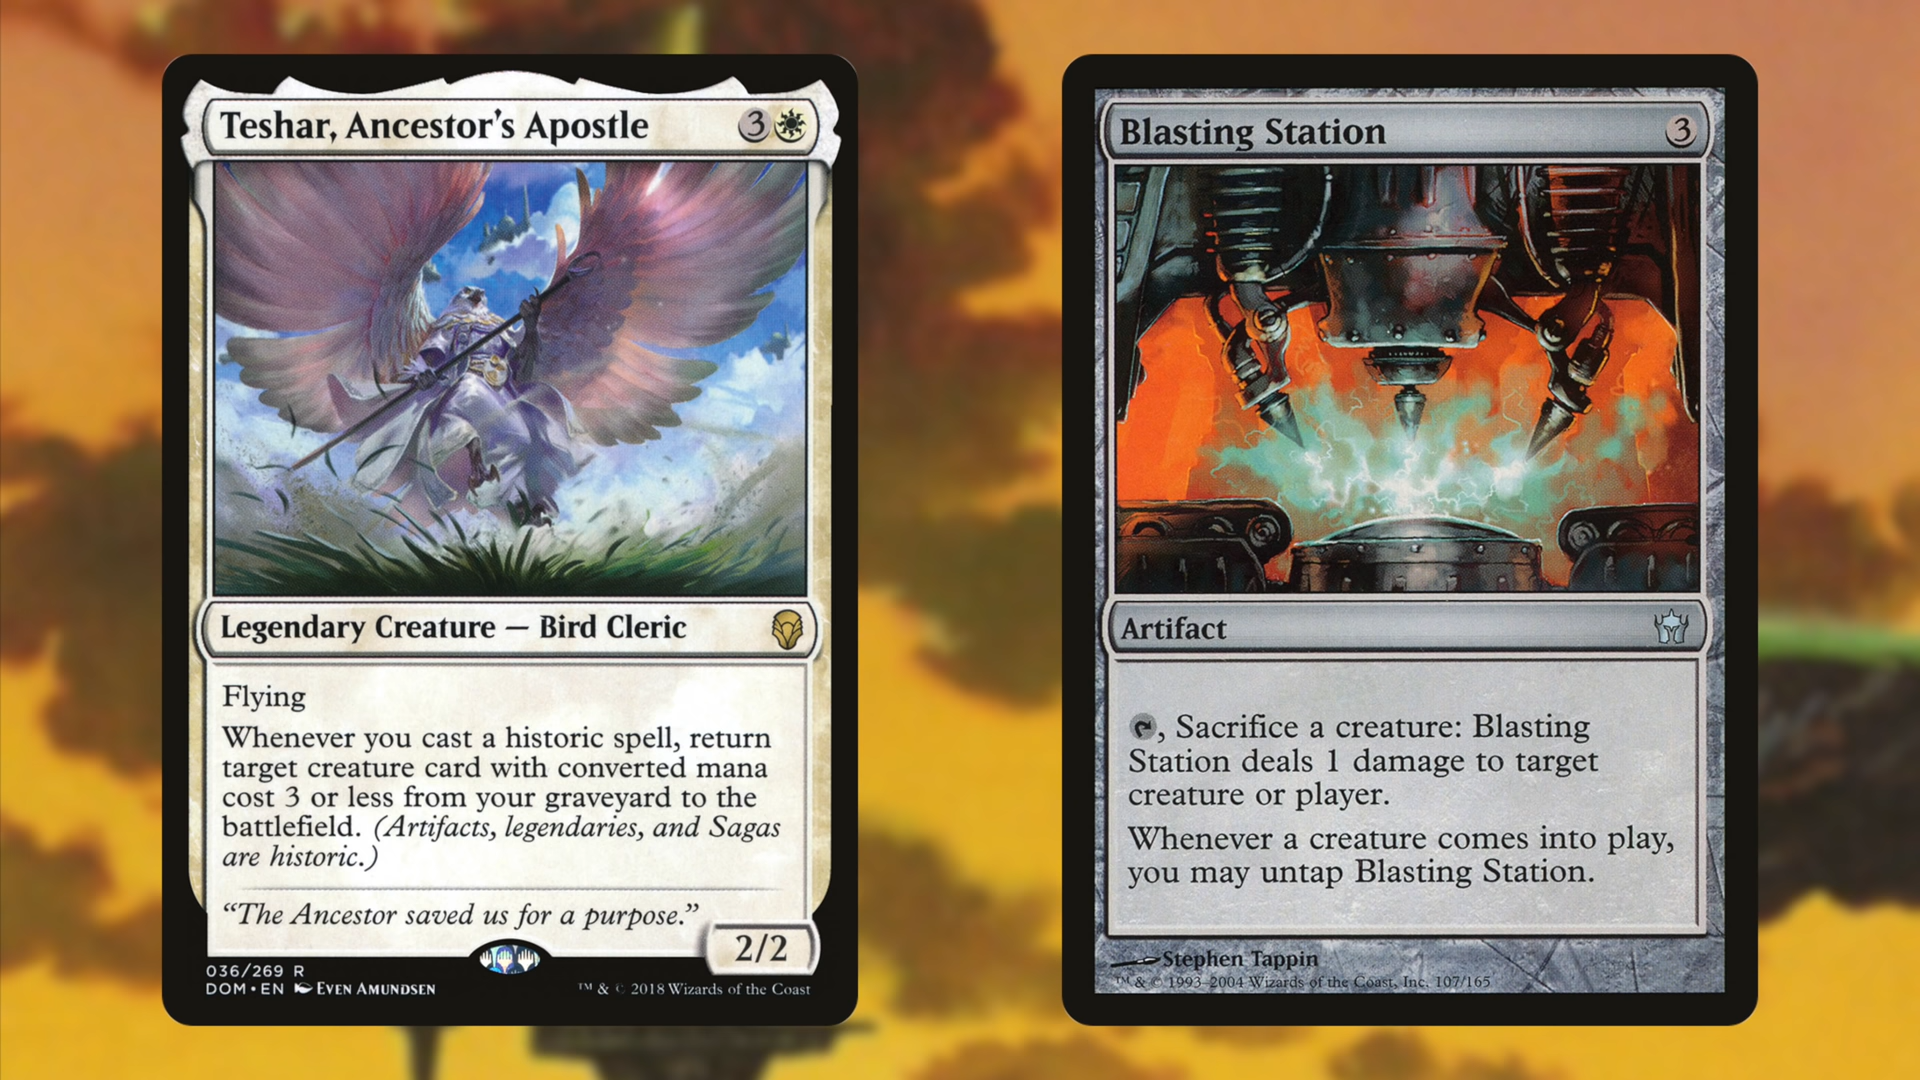 Teshar, Ancestor's Apostle 3
Legendary Creature — Bird Cleric
Flying
Whenever you cast a historic spell, return
target creature card with converted mana
cost 3 or less from your graveyard to the
battlefield. (Artifacts, legendaries, and Sagas
are historic.)
“The Ancestor saved us for a purpose.”
2/2
036/269 R
DOM • EN EVEN AMUNDSEN
™ & © 2018 Wizards of the Coast
Blasting Station 3
Artifact
, Sacrifice a creature: Blasting
Station deals 1 damage to target
creature or player.
Whenever a creature comes into play,
you may untap Blasting Station.
Stephen Tappin
™ & © 1993–2004 Wizards of the Coast, Inc. 107/165